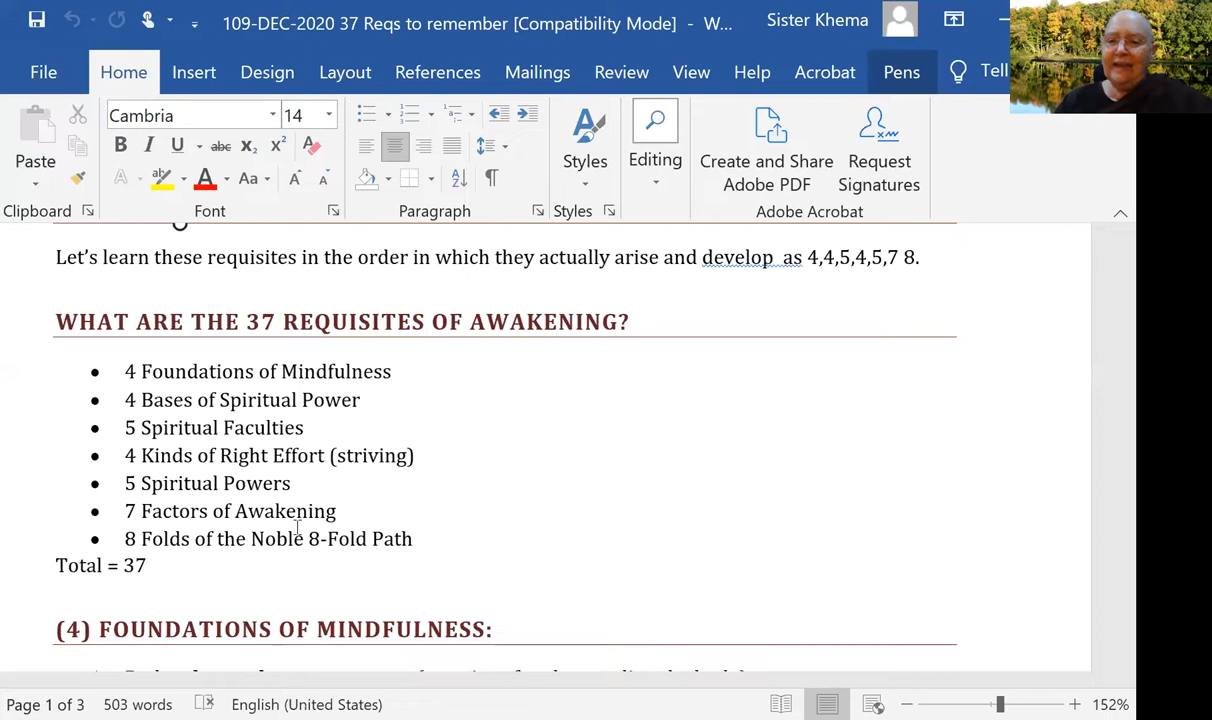 109-DEC-2020 37 Reqs to remember [Compatibility Mode] - W... Sister Khema
File Home Insert Design Layout References Mailings Review View Help Acrobat Pens Tell
Cambria 14
Paste Styles Editing Create and Share Adobe PDF Request Signatures
Clipboard Font Paragraph Styles Adobe Acrobat
Let's learn these requisites in the order in which they actually arise and develop as 4,4,5,4,5,7 8.
WHAT ARE THE 37 REQUISITES OF AWAKENING?
• 4 Foundations of Mindfulness
• 4 Bases of Spiritual Power
• 5 Spiritual Faculties
• 4 Kinds of Right Effort (striving)
• 5 Spiritual Powers
• 7 Factors of Awakening
• 8 Folds of the Noble 8-Fold Path
Total = 37
(4) FOUNDATIONS OF MINDFULNESS:
Page 1 of 3 503 words English (United States) 152%